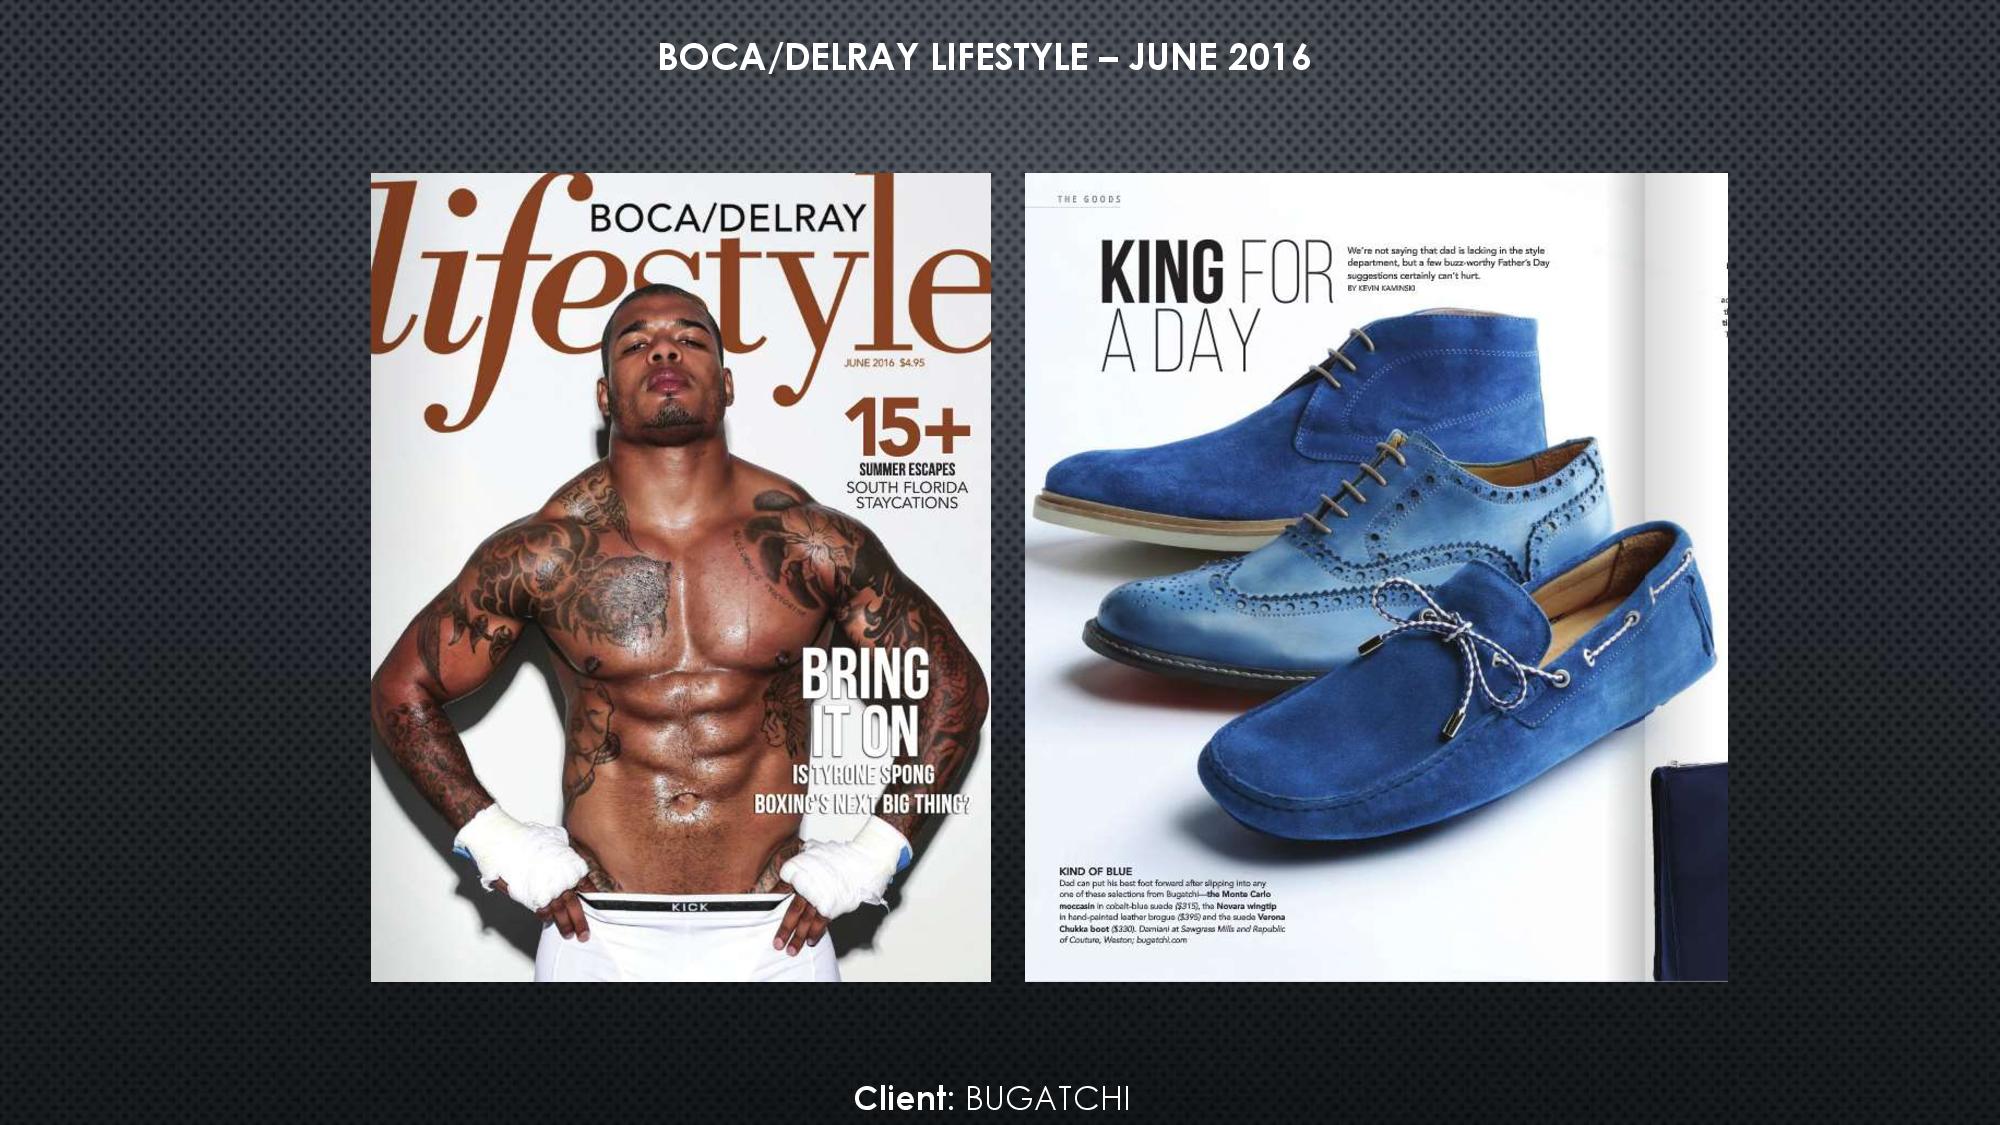 BOCA/DELRAY LIFESTYLE – JUNE 2016
BOCA/DELRAY
lifestyle
JUNE 2016 $4.95
15+
SUMMER ESCAPES
SOUTH FLORIDA
STAYCATIONS
BRING
IT ON
IS TYRONE SPONG
BOXING'S NEXT BIG THING?
KICK
THE GOODS
KING FOR
A DAY
We're not saying that dad is lacking in the style
department, but a few buzz-worthy Father's Day
suggestions certainly can't hurt.
BY KEVIN KAMINSKI
KIND OF BLUE
Dad can put his best foot forward after slipping into any
one of these selections from Bugatchi—the Monte Carlo
moccasin in cobalt-blue suede ($315), the Novara wingtip
in hand-painted leather brogue ($395) and the suede Verona
Chukka boot ($330). Damiani at Sawgrass Mills and Republic
of Couture, Weston; bugatchi.com
Client: BUGATCHI